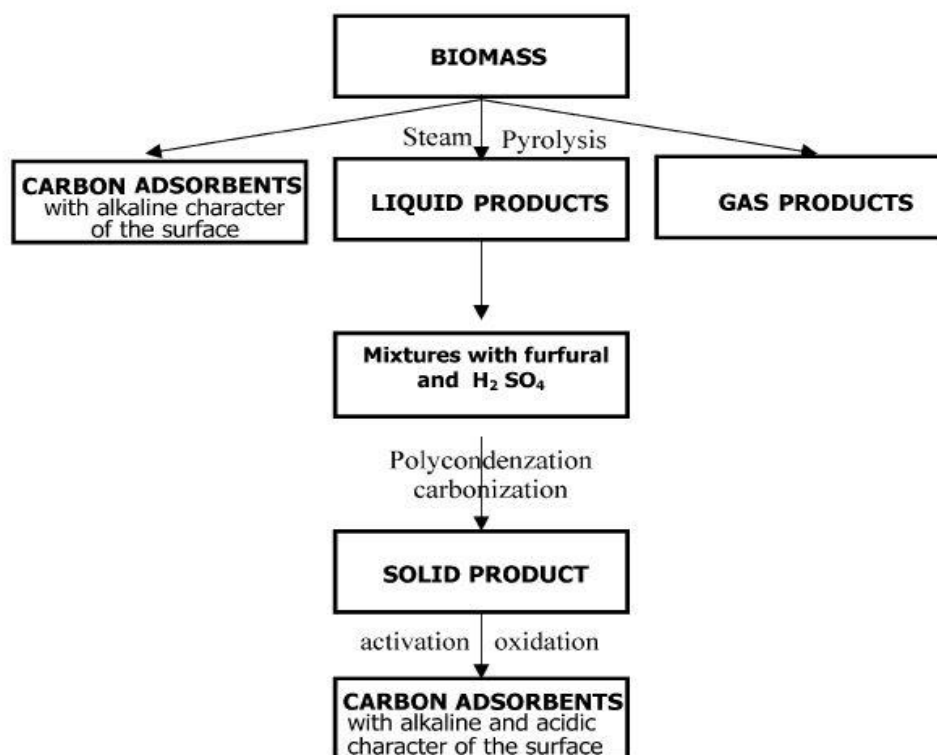 BIOMASS
Steam Pyrolysis
CARBON ADSORBENTS
with alkaline character
of the surface
LIQUID PRODUCTS
GAS PRODUCTS
Mixtures with furfural
and H₂ SO₄
Polycondenzation
carbonization
SOLID PRODUCT
activation oxidation
CARBON ADSORBENTS
with alkaline and acidic
character of the surface